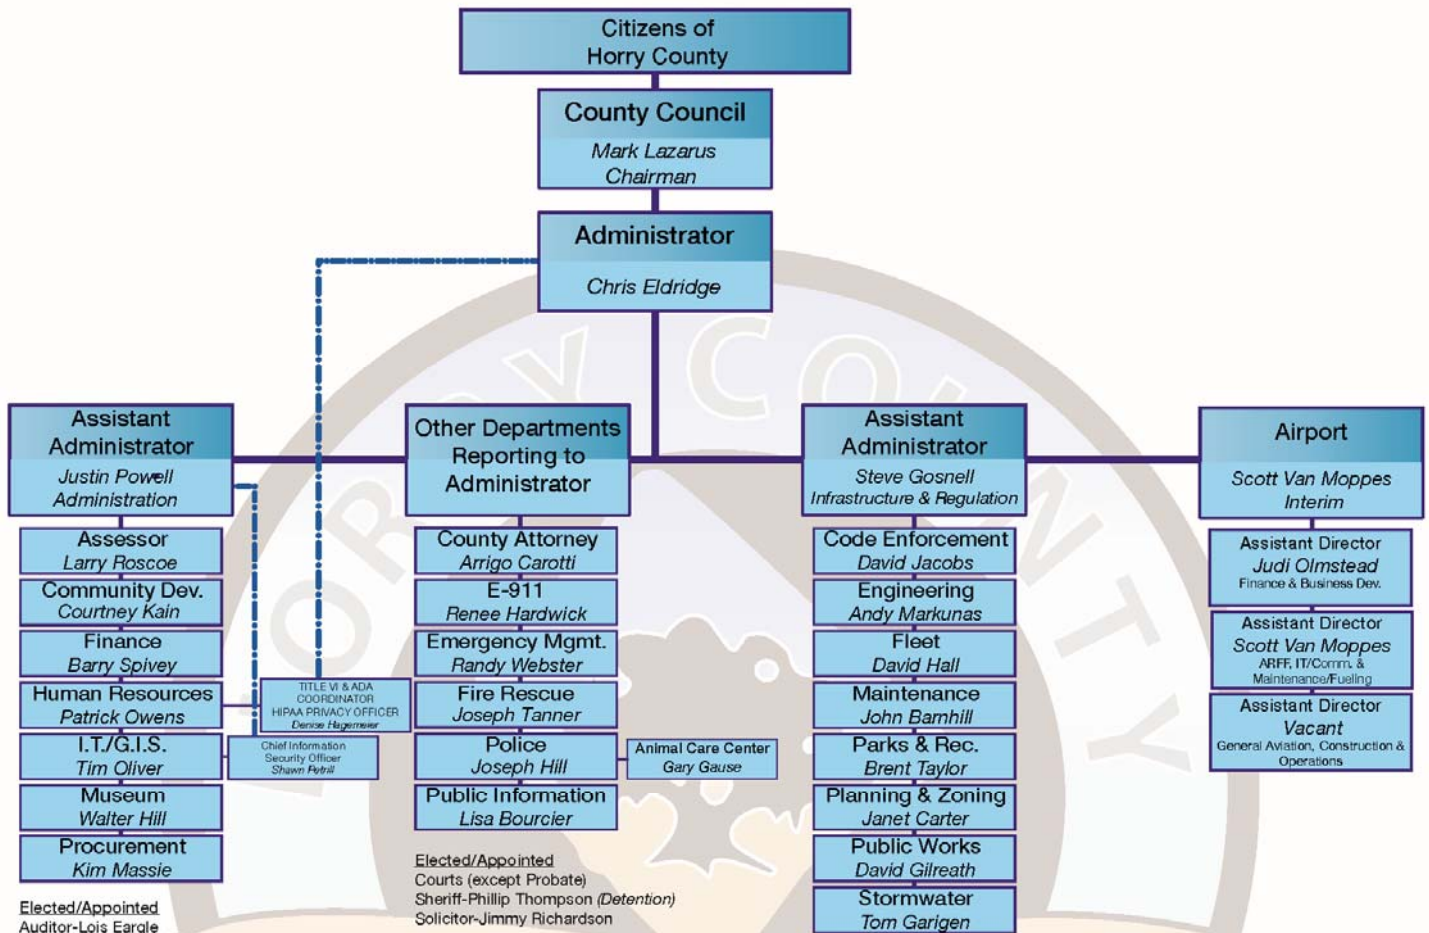 Citizens of
Horry County
County Council
Mark Lazarus
Chairman
Administrator
Chris Eldridge
HORRY COUNTY
Assistant
Administrator
Justin Powell
Administration
Assessor
Larry Roscoe
Community Dev.
Courtney Kain
Finance
Barry Spivey
Human Resources
Patrick Owens
TITLE VI & ADA
COORDINATOR
HIPAA PRIVACY OFFICER
Denise Hagemeier
I.T./G.I.S.
Tim Oliver
Chief Information
Security Officer
Shawn Petrill
Museum
Walter Hill
Procurement
Kim Massie
Elected/Appointed
Auditor-Lois Eargle
Other Departments
Reporting to
Administrator
County Attorney
Arrigo Carotti
E-911
Renee Hardwick
Emergency Mgmt.
Randy Webster
Fire Rescue
Joseph Tanner
Police
Joseph Hill
Animal Care Center
Gary Gause
Public Information
Lisa Bourcier
Elected/Appointed
Courts (except Probate)
Sheriff-Phillip Thompson (Detention)
Solicitor-Jimmy Richardson
Assistant
Administrator
Steve Gosnell
Infrastructure & Regulation
Code Enforcement
David Jacobs
Engineering
Andy Markunas
Fleet
David Hall
Maintenance
John Barnhill
Parks & Rec.
Brent Taylor
Planning & Zoning
Janet Carter
Public Works
David Gilreath
Stormwater
Tom Garigen
Airport
Scott Van Moppes
Interim
Assistant Director
Judi Olmstead
Finance & Business Dev.
Assistant Director
Scott Van Moppes
ARFF, IT/Comm. &
Maintenance/Fueling
Assistant Director
Vacant
General Aviation, Construction &
Operations